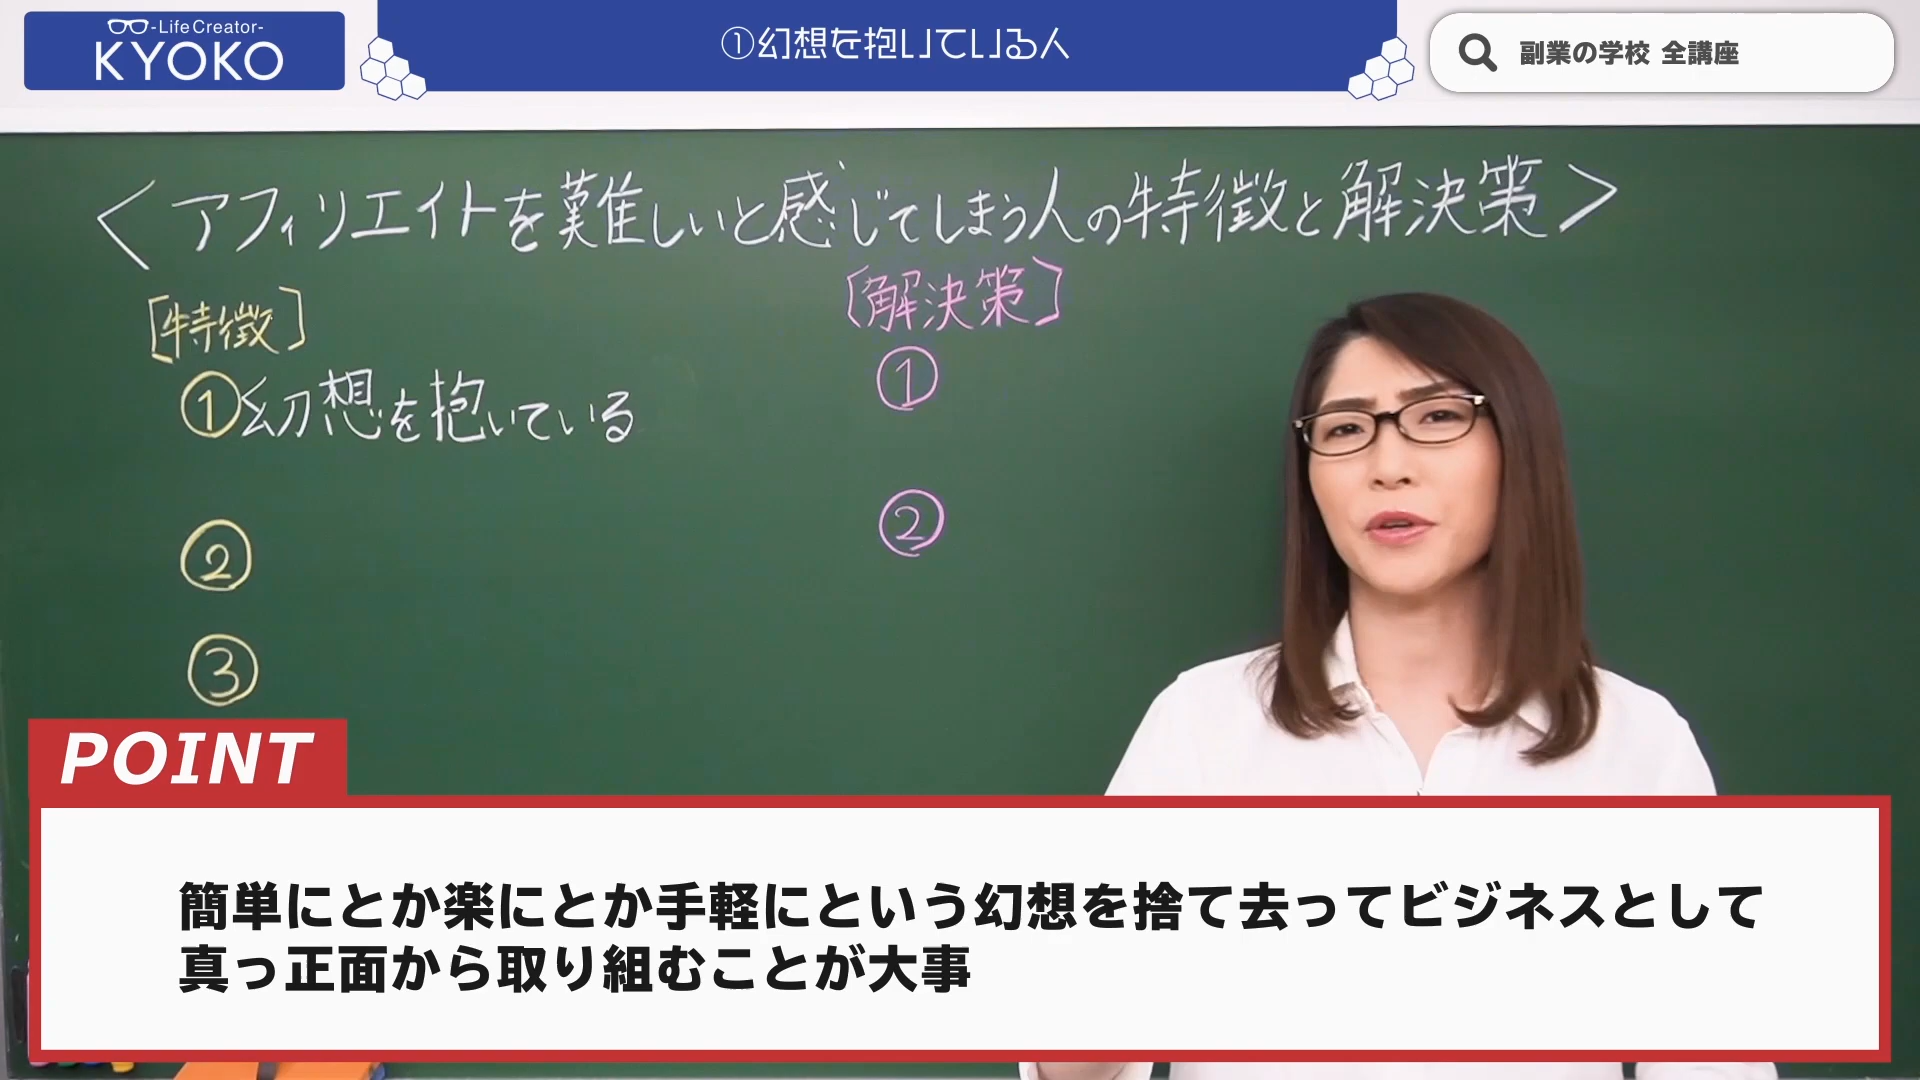 -Life Creator-
KYOKO
①幻想を抱いている人
副業の学校 全講座
<アフィリエイトを難しいと感じてしまう人の特徴と解決策>
[特徴]
[解決策]
①幻想を抱いている
①
②
②
③
POINT
簡単にとか楽にとか手軽にという幻想を捨て去ってビジネスとして
真っ正面から取り組むことが大事